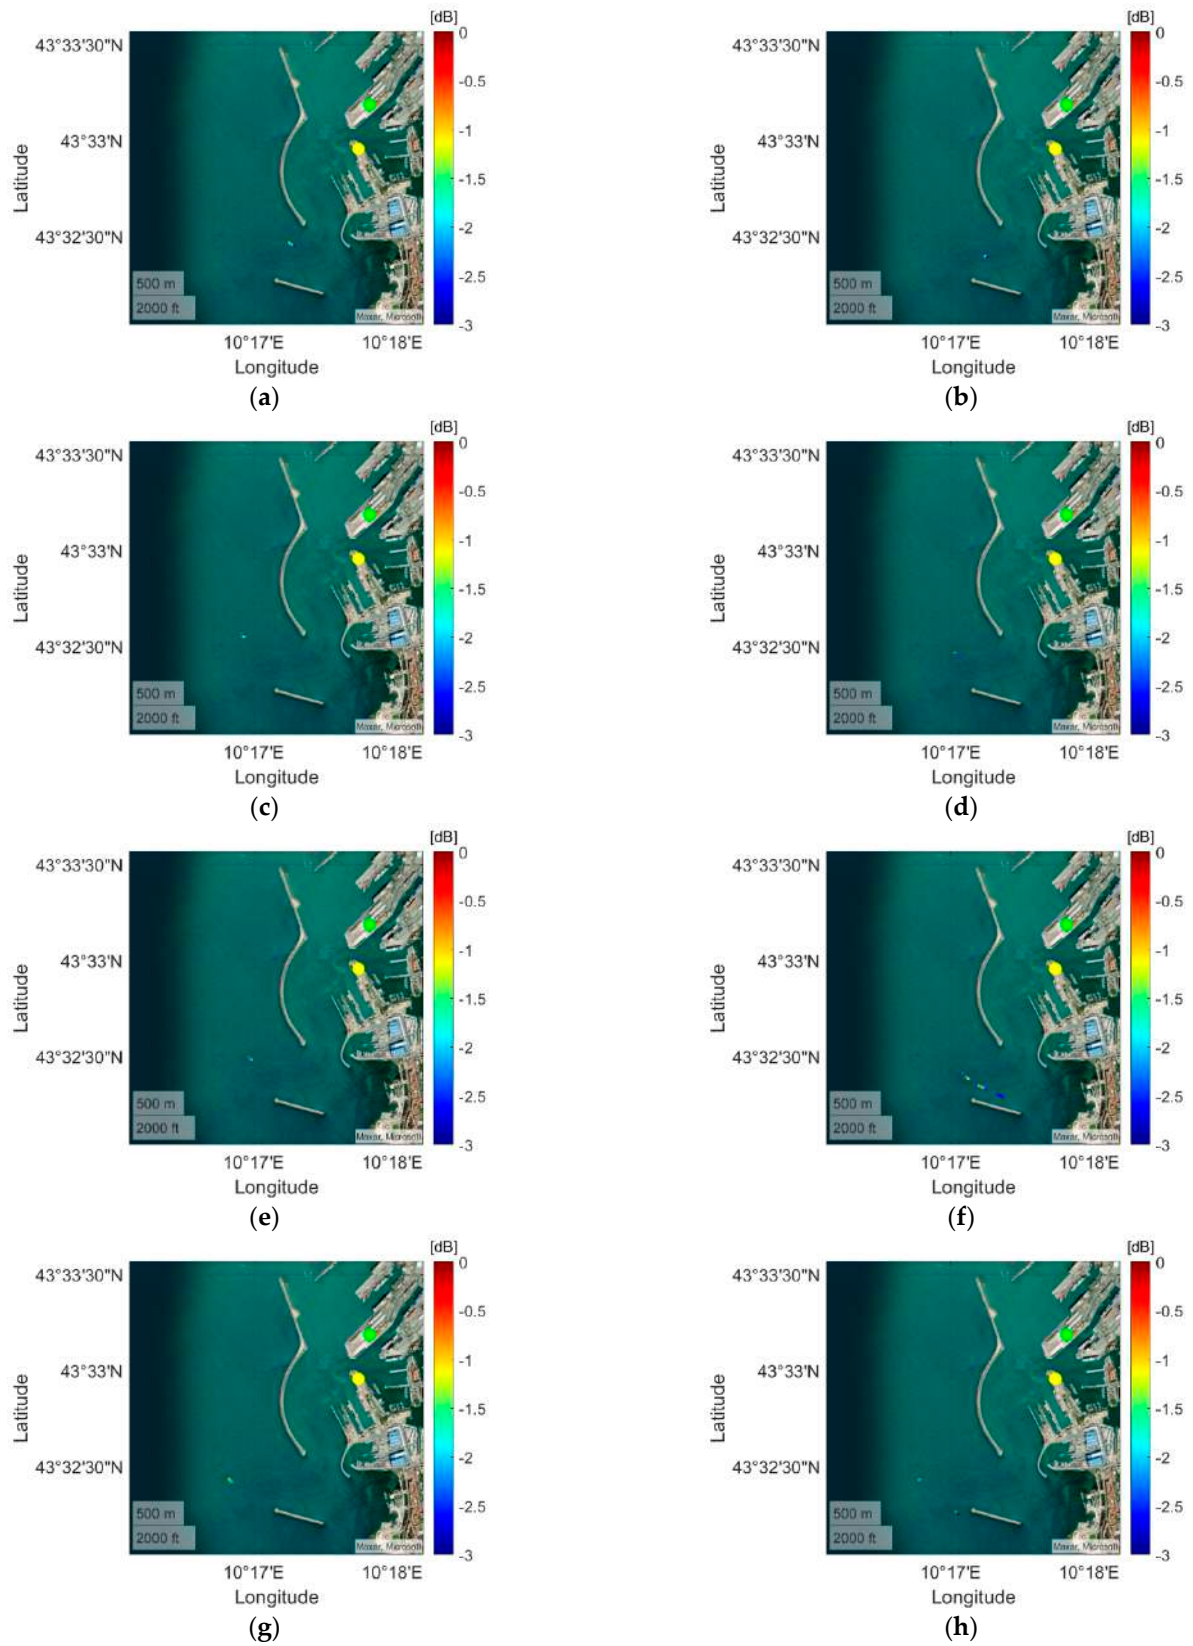 [dB] [dB]
43°33'30"N 0 43°33'30"N 0
-0.5 -0.5
43°33'N -1 43°33'N -1
Latitude -1.5 Latitude -1.5
43°32'30"N -2 43°32'30"N -2
500 m -2.5 500 m -2.5
2000 ft 2000 ft
Maxar, Microsoft -3 Maxar, Microsoft -3
10°17'E 10°18'E 10°17'E 10°18'E
Longitude Longitude
(a) (b)
[dB] [dB]
43°33'30"N 0 43°33'30"N 0
-0.5 -0.5
43°33'N -1 43°33'N -1
Latitude -1.5 Latitude -1.5
43°32'30"N -2 43°32'30"N -2
500 m -2.5 500 m -2.5
2000 ft 2000 ft
Maxar, Microsoft -3 Maxar, Microsoft -3
10°17'E 10°18'E 10°17'E 10°18'E
Longitude Longitude
(c) (d)
[dB] [dB]
43°33'30"N 0 43°33'30"N 0
-0.5 -0.5
43°33'N -1 43°33'N -1
Latitude -1.5 Latitude -1.5
43°32'30"N -2 43°32'30"N -2
500 m -2.5 500 m -2.5
2000 ft 2000 ft
Maxar, Microsoft -3 Maxar, Microsoft -3
10°17'E 10°18'E 10°17'E 10°18'E
Longitude Longitude
(e) (f)
[dB] [dB]
43°33'30"N 0 43°33'30"N 0
-0.5 -0.5
43°33'N -1 43°33'N -1
Latitude -1.5 Latitude -1.5
43°32'30"N -2 43°32'30"N -2
500 m -2.5 500 m -2.5
2000 ft 2000 ft
Maxar, Microsoft -3 Maxar, Microsoft -3
10°17'E 10°18'E 10°17'E 10°18'E
Longitude Longitude
(g) (h)